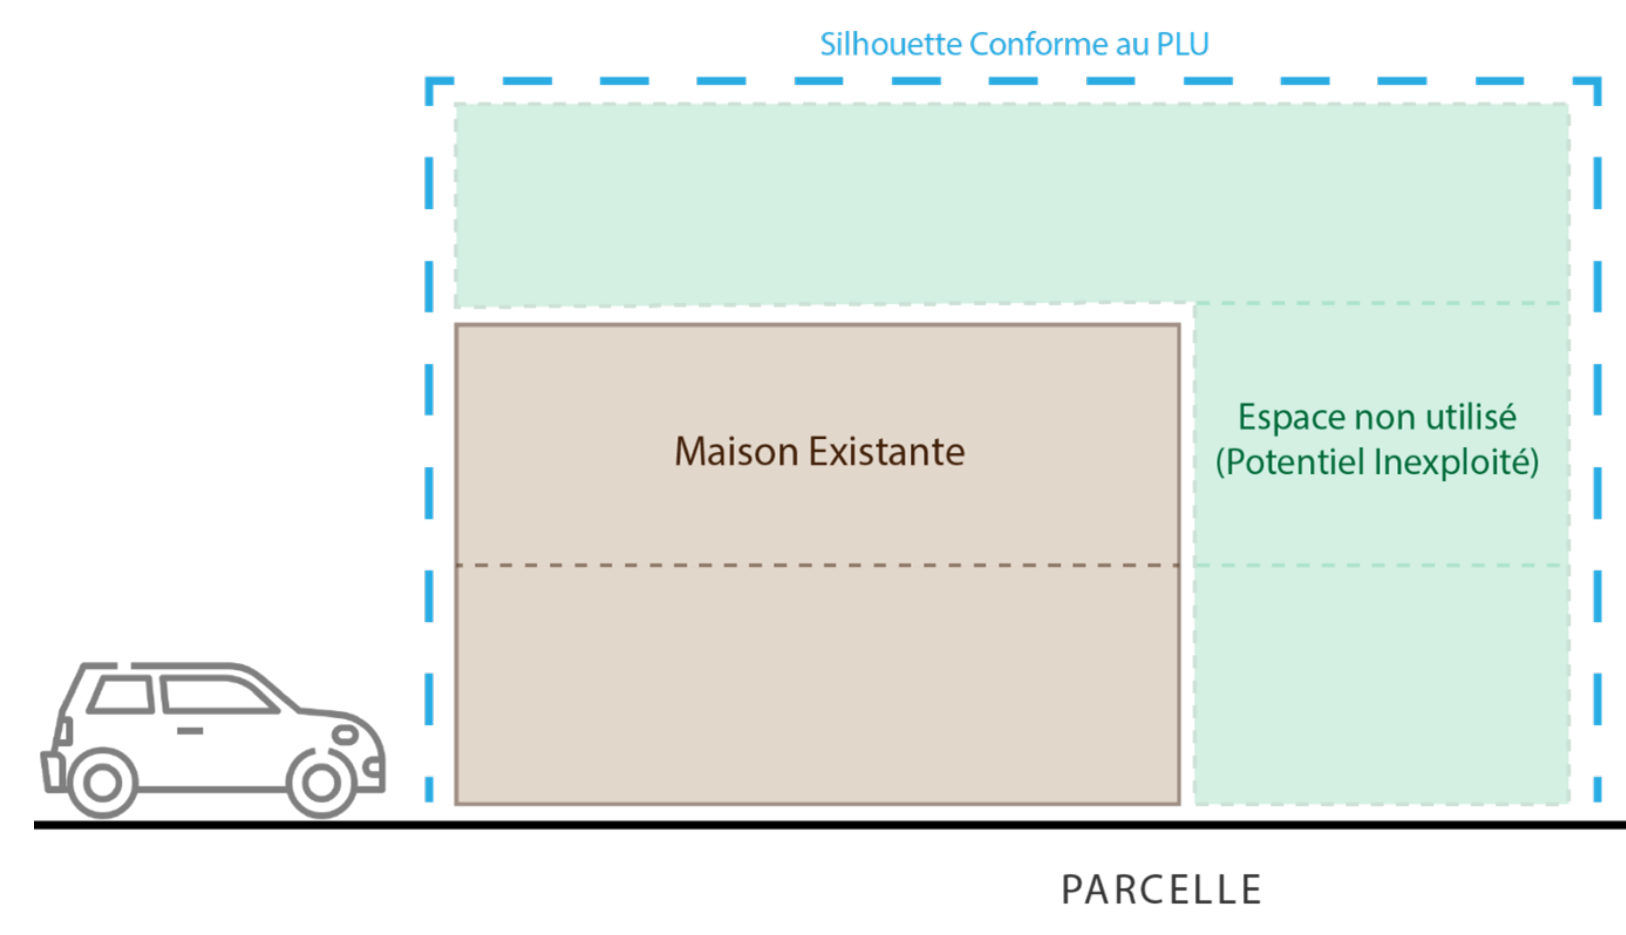 Silhouette Conforme au PLU
Maison Existante
Espace non utilisé
(Potentiel Inexploité)
PARCELLE